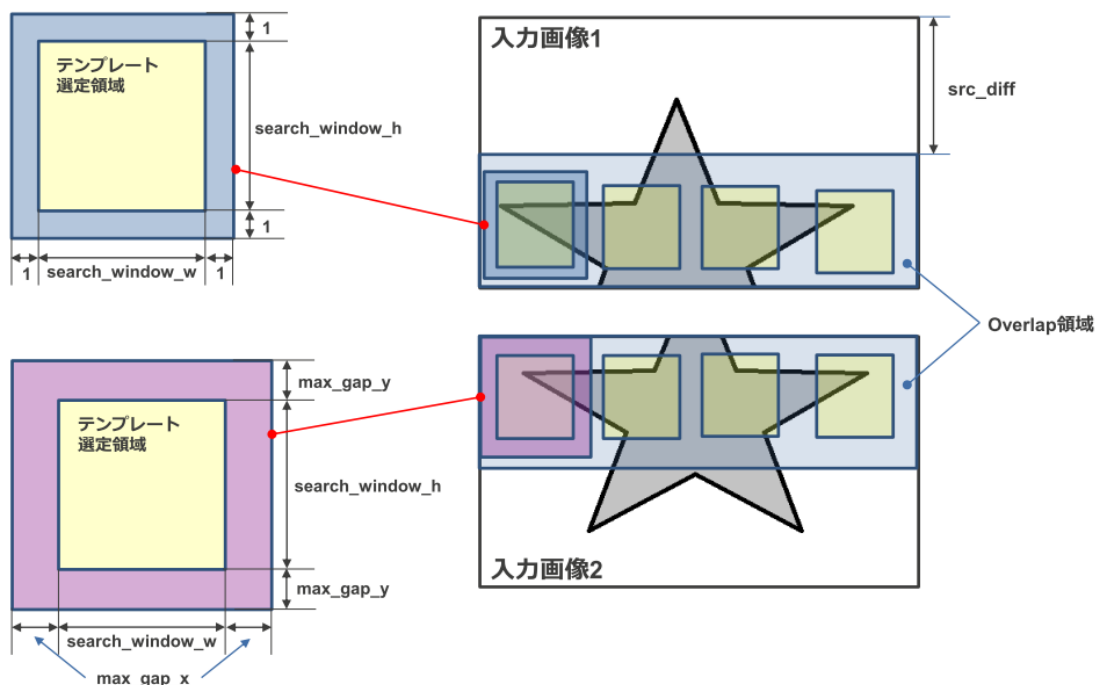 テンプレート
選定領域
1
search_window_h
1
1
search_window_w
1
入力画像1
src_diff
Overlap領域
max_gap_y
テンプレート
選定領域
search_window_h
max_gap_y
search_window_w
max_gap_x
入力画像2